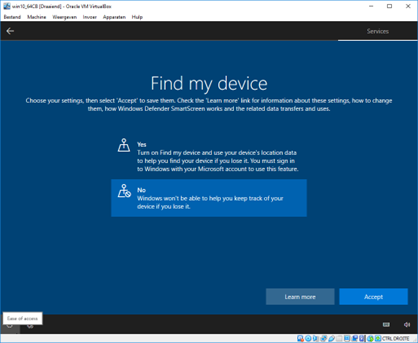 win10_64CB [Draaiend] - Oracle VM VirtualBox
Bestand Machine Weergeven Invoer Apparaten Hulp
Services
Find my device
Choose your settings, then select 'Accept' to save them. Check the 'Learn more' link for information about these settings, how to change
them, how Windows Defender SmartScreen works and the related data transfers and uses.
Yes
Turn on Find my device and use your device's location data
to help you find your device if you lose it. You must sign in
to Windows with your Microsoft account to use this feature.
No
Windows won't be able to help you keep track of your
device if you lose it.
Learn more
Accept
Ease of access
CTRL DROITE